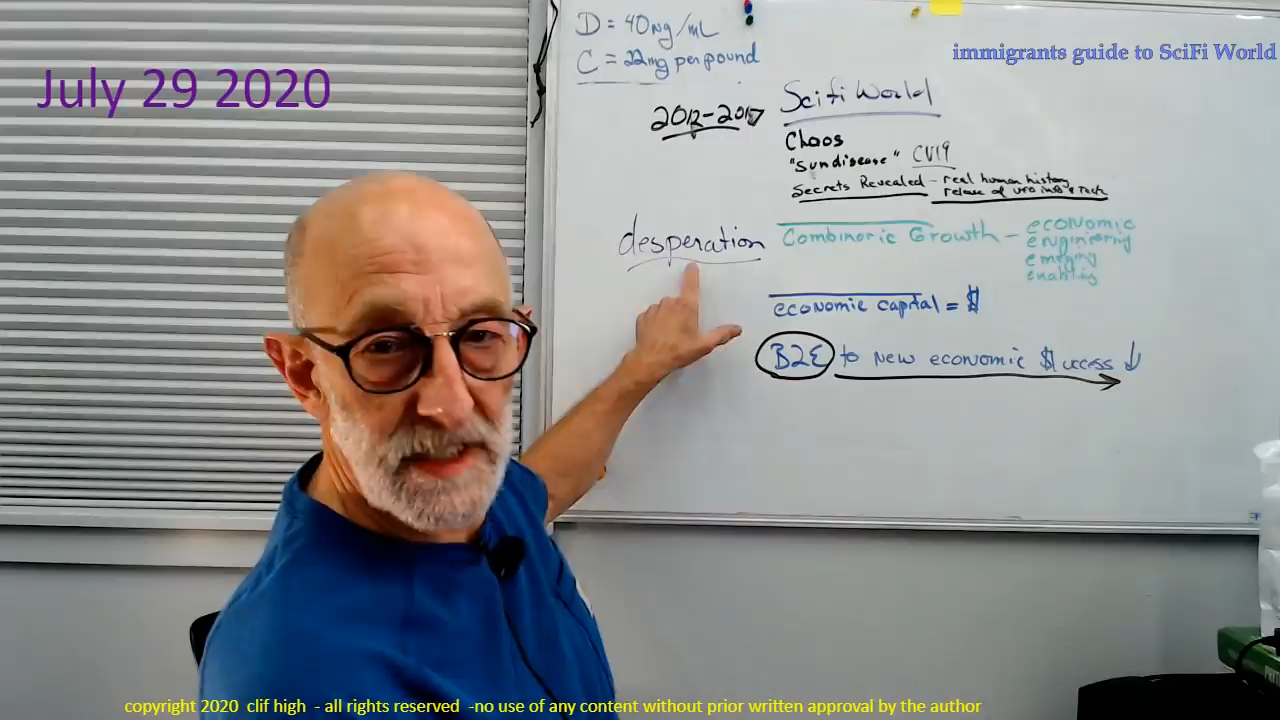 July 29 2020
immigrants guide to SciFi World
D = 40ng/mL
C = 22mg per pound
2012-2017
Scifi World
Chaos
"sun disease" CV19
Secrets Revealed - real human history
release of UFO info & Tech
desperation
Combinoric Growth - economic
engineering
emerging
enabling
economic capital = $
B2E to new economic $uccess ↓
copyright 2020 clif high - all rights reserved -no use of any content without prior written approval by the author